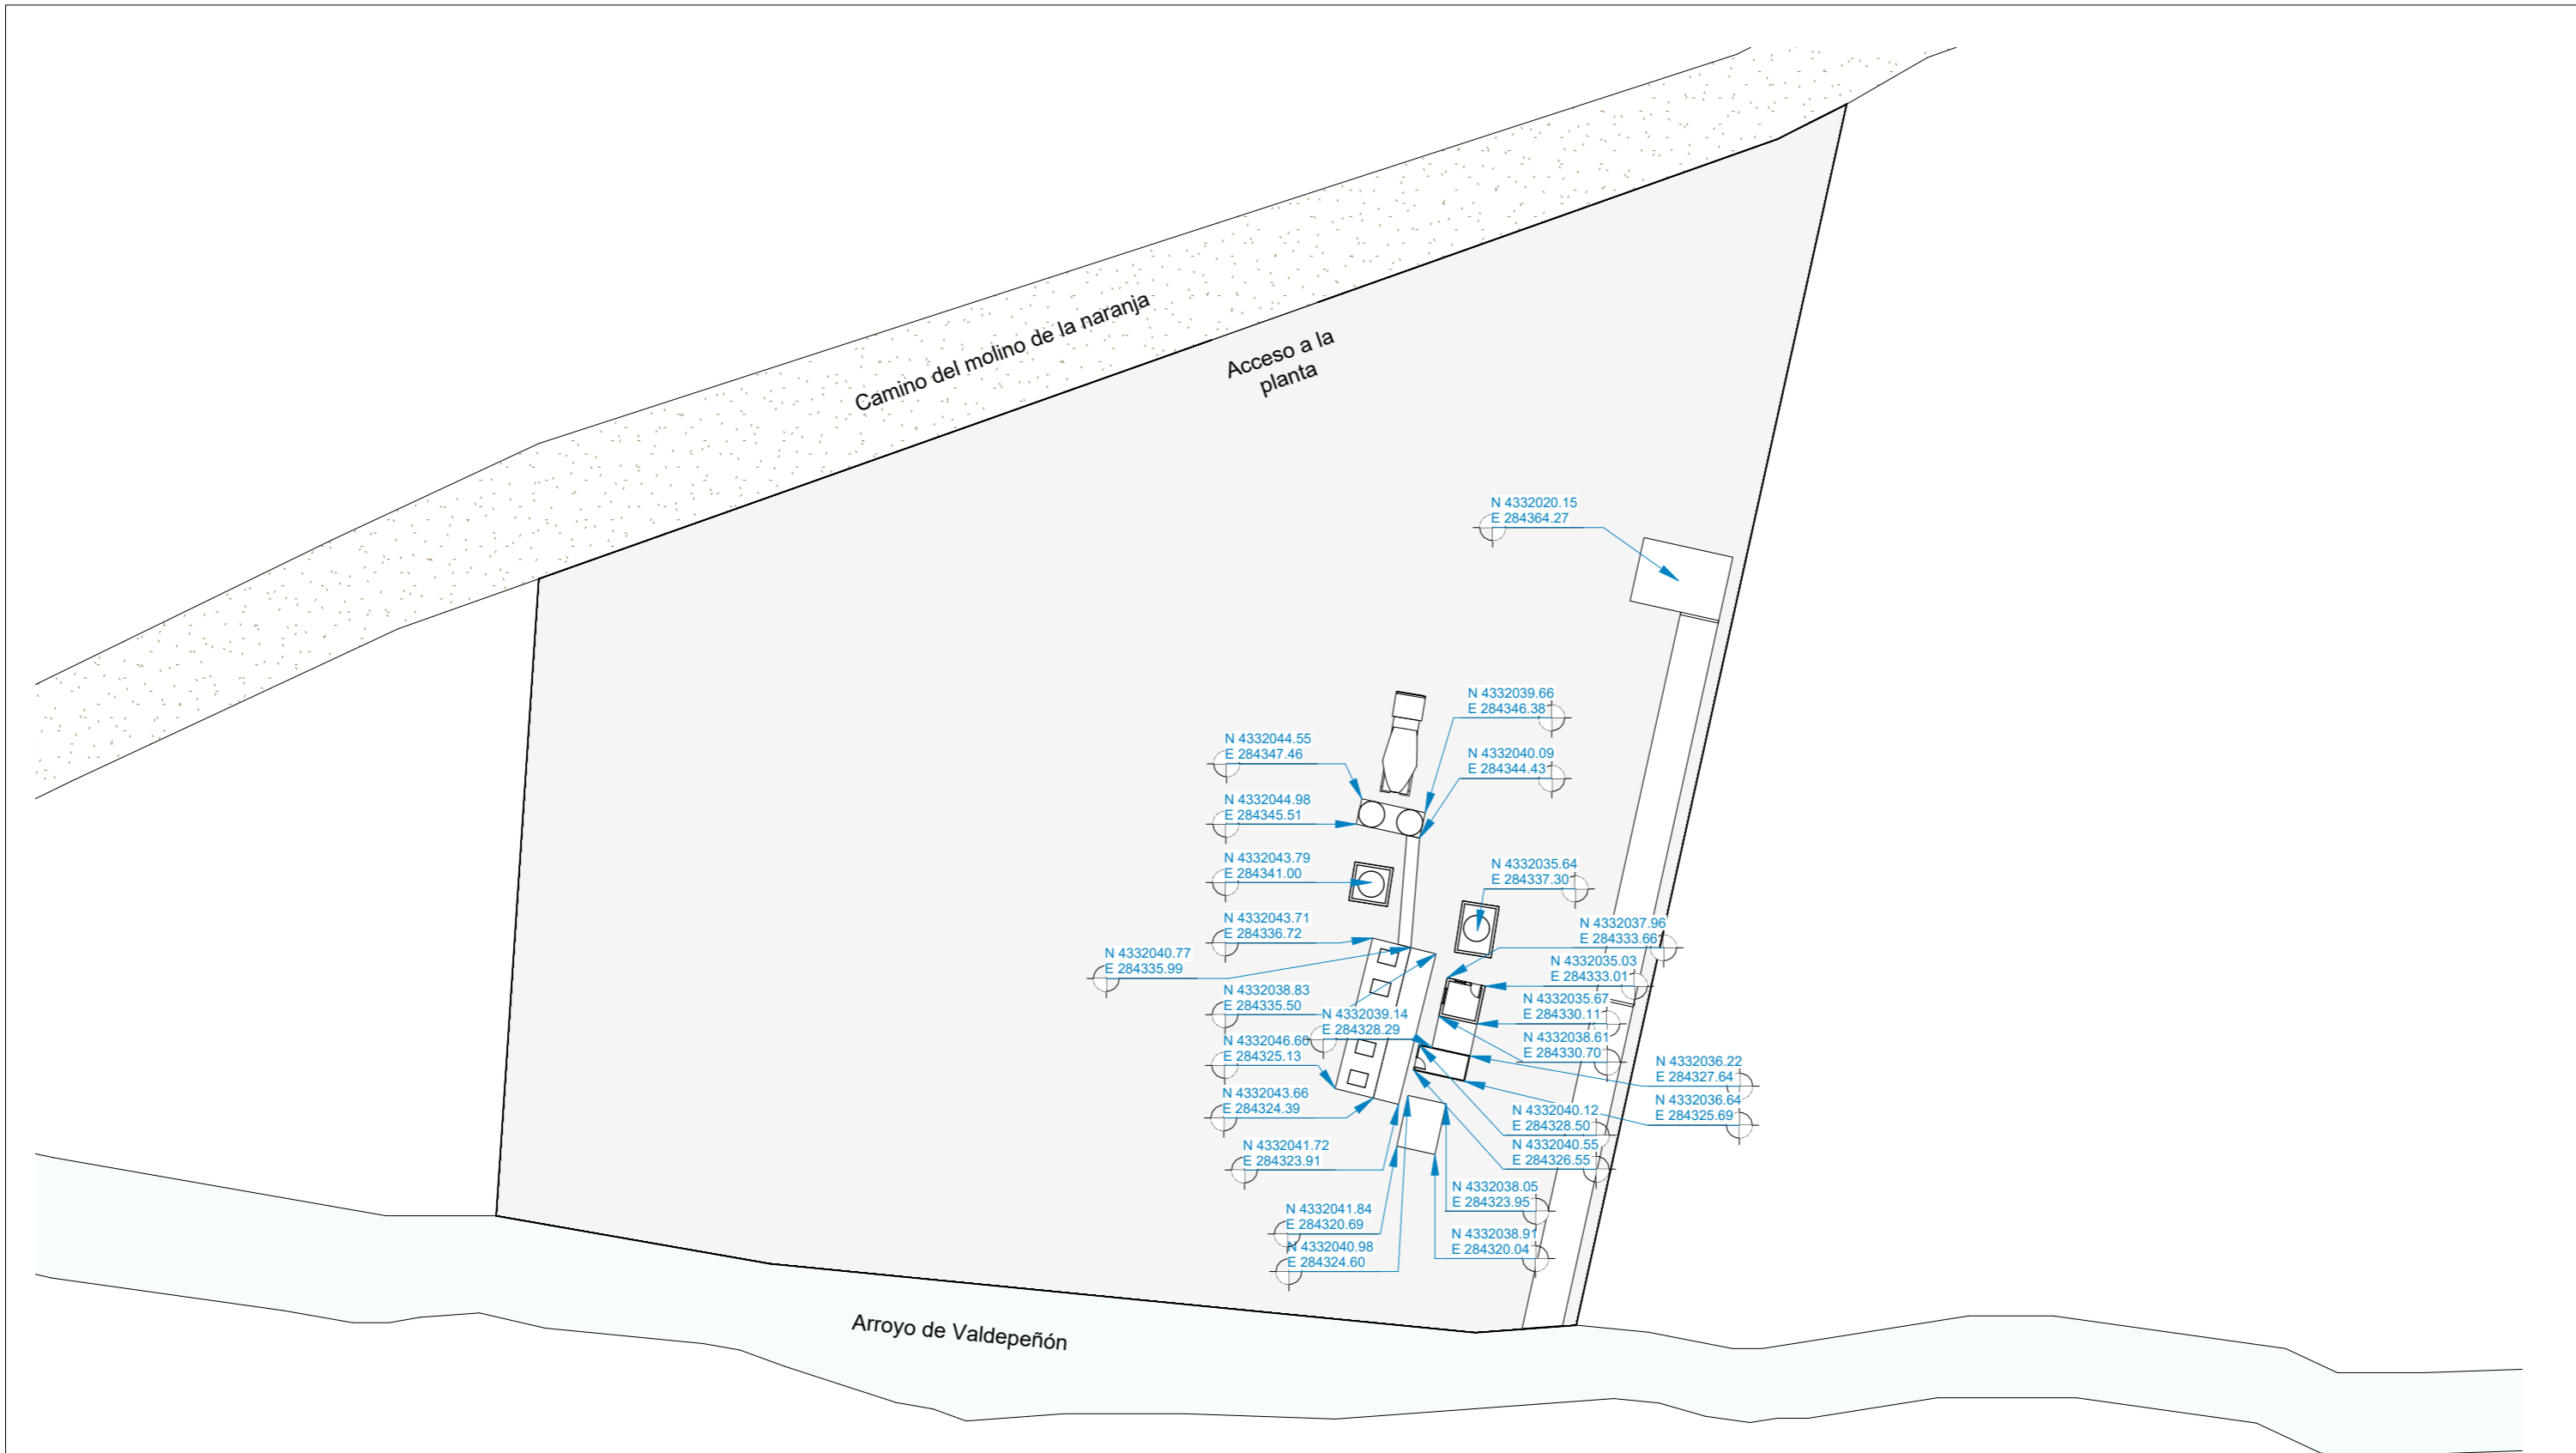 Camino del molino de la naranja
Acceso a la
planta
N 4332020.15
E 284364.27
N 4332039.66
E 284346.38
N 4332044.55
E 284347.46
N 4332040.09
E 284344.43
N 4332044.98
E 284345.51
N 4332043.79
E 284341.00
N 4332035.64
E 284337.30
N 4332043.71
E 284336.72
N 4332037.96
E 284333.66
N 4332040.77
E 284335.99
N 4332035.03
E 284333.01
N 4332038.83
E 284335.50
N 4332035.67
E 284330.11
N 4332039.14
E 284328.29
N 4332046.60
E 284325.13
N 4332038.61
E 284330.70
N 4332036.22
E 284327.64
N 4332043.66
E 284324.39
N 4332036.64
E 284325.69
N 4332040.12
E 284328.50
N 4332041.72
E 284323.91
N 4332040.55
E 284326.55
N 4332038.05
E 284323.95
N 4332041.84
E 284320.69
N 4332038.91
E 284320.04
N 4332040.98
E 284324.60
Arroyo de Valdepeñón